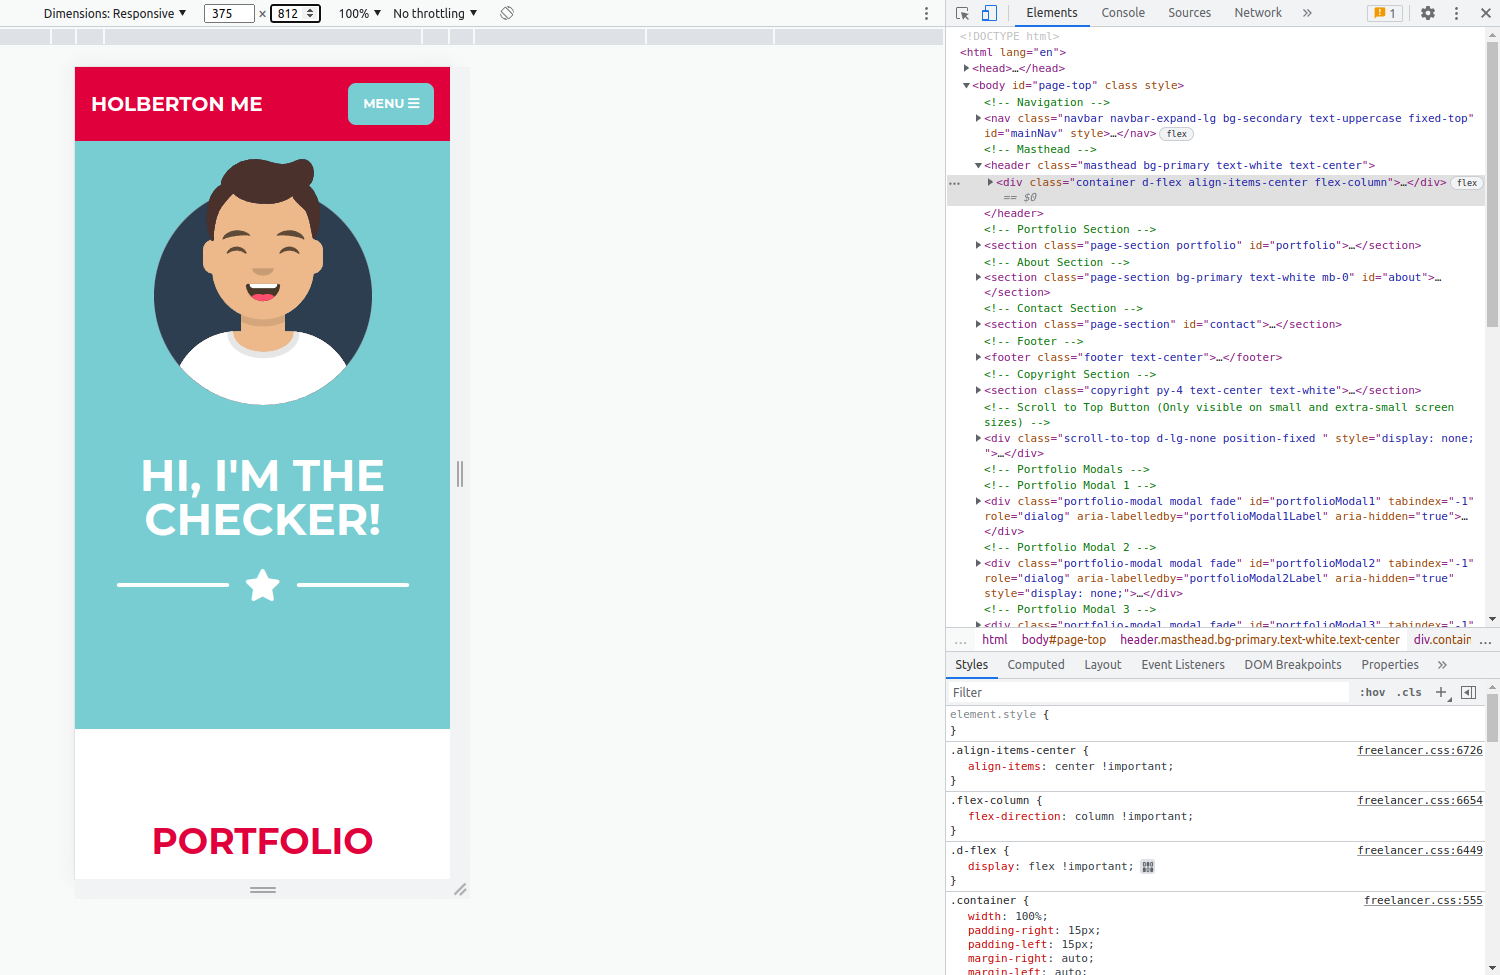 Dimensions: Responsive ▼ 375 × 812 100% ▼ No throttling ▼
Elements Console Sources Network » 1
HOLBERTON ME
MENU
HI, I'M THE
CHECKER!
PORTFOLIO
<!DOCTYPE html>
<html lang="en">
<head>…</head>
<body id="page-top" class style>
<!-- Navigation -->
<nav class="navbar navbar-expand-lg bg-secondary text-uppercase fixed-top"
id="mainNav" style>…</nav> flex
<!-- Masthead -->
<header class="masthead bg-primary text-white text-center">
<div class="container d-flex align-items-center flex-column">…</div> flex
== $0
</header>
<!-- Portfolio Section -->
<section class="page-section portfolio" id="portfolio">…</section>
<!-- About Section -->
<section class="page-section bg-primary text-white mb-0" id="about">…
</section>
<!-- Contact Section -->
<section class="page-section" id="contact">…</section>
<!-- Footer -->
<footer class="footer text-center">…</footer>
<!-- Copyright Section -->
<section class="copyright py-4 text-center text-white">…</section>
<!-- Scroll to Top Button (Only visible on small and extra-small screen
sizes) -->
<div class="scroll-to-top d-lg-none position-fixed " style="display: none;
">…</div>
<!-- Portfolio Modals -->
<!-- Portfolio Modal 1 -->
<div class="portfolio-modal modal fade" id="portfolioModal1" tabindex="-1"
role="dialog" aria-labelledby="portfolioModal1Label" aria-hidden="true">…
</div>
<!-- Portfolio Modal 2 -->
<div class="portfolio-modal modal fade" id="portfolioModal2" tabindex="-1"
role="dialog" aria-labelledby="portfolioModal2Label" aria-hidden="true"
style="display: none;">…</div>
<!-- Portfolio Modal 3 -->
<div class="portfolio-modal modal fade" id="portfolioModal3" tabindex="-1"
... html body#page-top header.masthead.bg-primary.text-white.text-center div.contain ...
Styles Computed Layout Event Listeners DOM Breakpoints Properties »
Filter :hov .cls +
element.style {
}
.align-items-center { freelancer.css:6726
align-items: center !important;
}
.flex-column { freelancer.css:6654
flex-direction: column !important;
}
.d-flex { freelancer.css:6449
display: flex !important;
}
.container { freelancer.css:555
width: 100%;
padding-right: 15px;
padding-left: 15px;
margin-right: auto;
margin-left: auto;